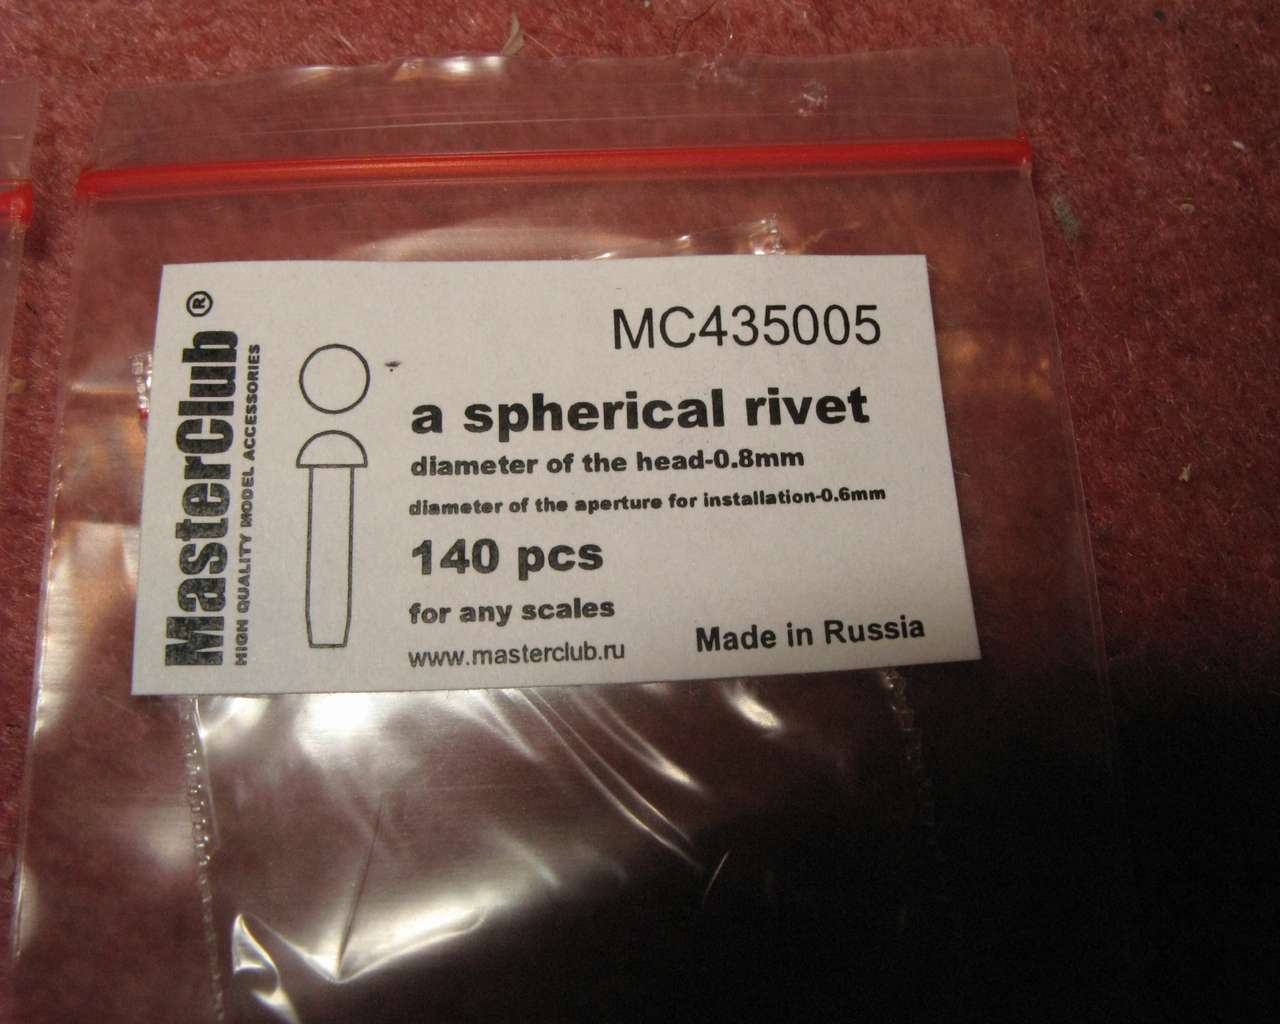 MasterClub®
HIGH QUALITY MODEL ACCESSORIES
MC435005
a spherical rivet
diameter of the head-0.8mm
diameter of the aperture for installation-0.6mm
140 pcs
for any scales
www.masterclub.ru
Made in Russia